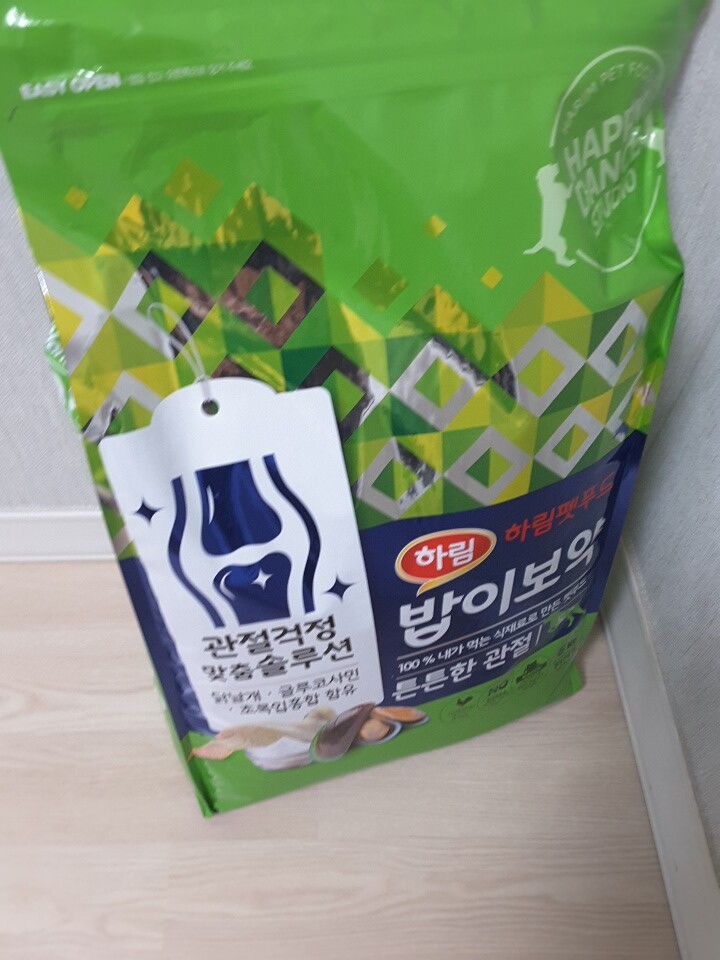 EASY OPEN
HARIM PET FOOD
HAPPY
DANCE
STUDIO
하림
하림펫푸드
밥이보약
100 % 내가 먹는 식재료로 만든 펫푸드
튼튼한 관절
관절걱정
맞춤솔루션
닭날개 · 글루코사민
· 초록입홍합 함유